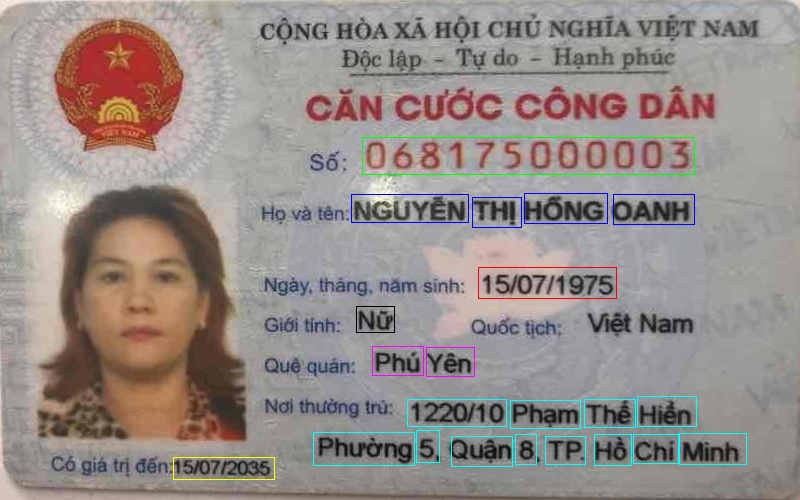 CỘNG HÒA XÃ HỘI CHỦ NGHĨA VIỆT NAM
Độc lập - Tự do - Hạnh phúc
CĂN CƯỚC CÔNG DÂN
VIỆT NAM
Số: 068175000003
Họ và tên: NGUYỄN THỊ HỒNG OANH
Ngày, tháng, năm sinh: 15/07/1975
Giới tính: Nữ Quốc tịch: Việt Nam
Quê quán: Phú Yên
Nơi thường trú: 1220/10 Phạm Thế Hiển
Phường 5, Quận 8, TP. Hồ Chí Minh
Có giá trị đến: 15/07/2035